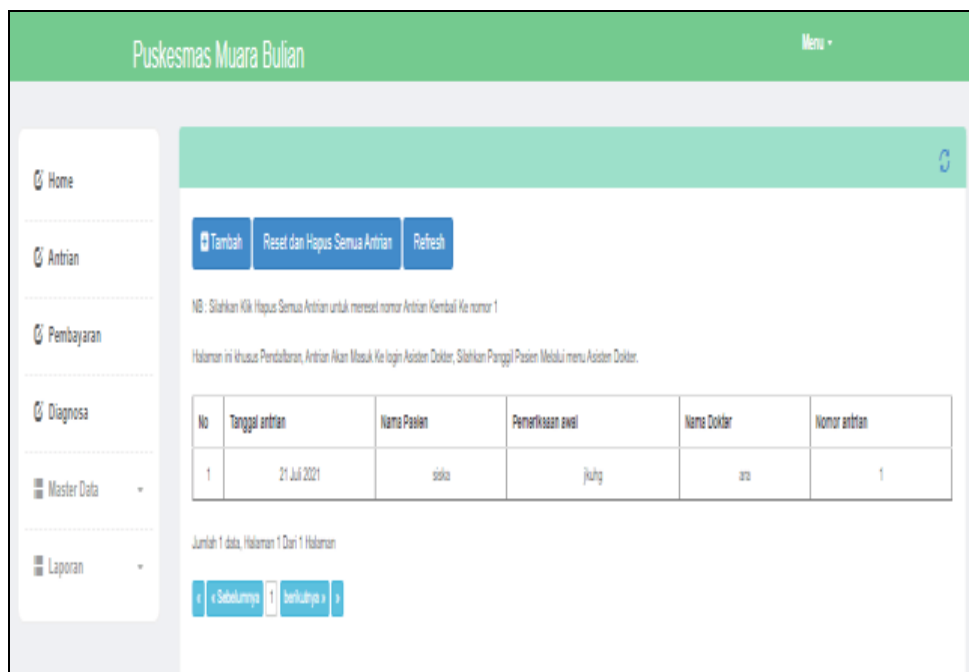 Puskesmas Muara Bulian
Menu
Home
Antrian
Pembayaran
Diagnosa
Master Data
Laporan
Tambah
Reset dan Hapus Semua Antrian
Refresh
NB : Silahkan Klik Hapus Semua Antrian untuk mereset nomor Antrian Kembali Ke nomor 1
Halaman ini khusus Pendaftaran, Antrian Akan Masuk Ke login Asisten Dokter, Silahkan Panggil Pasien Melalui menu Asisten Dokter.
No Tanggal antrian Nama Pasien Pemeriksaan awal Nama Dokter Nomor antrian
1 21 Juli 2021 siska jkuhg ara 1
Jumlah 1 data, Halaman 1 Dari 1 Halaman
« « Sebelumnya 1 berikutnya » »